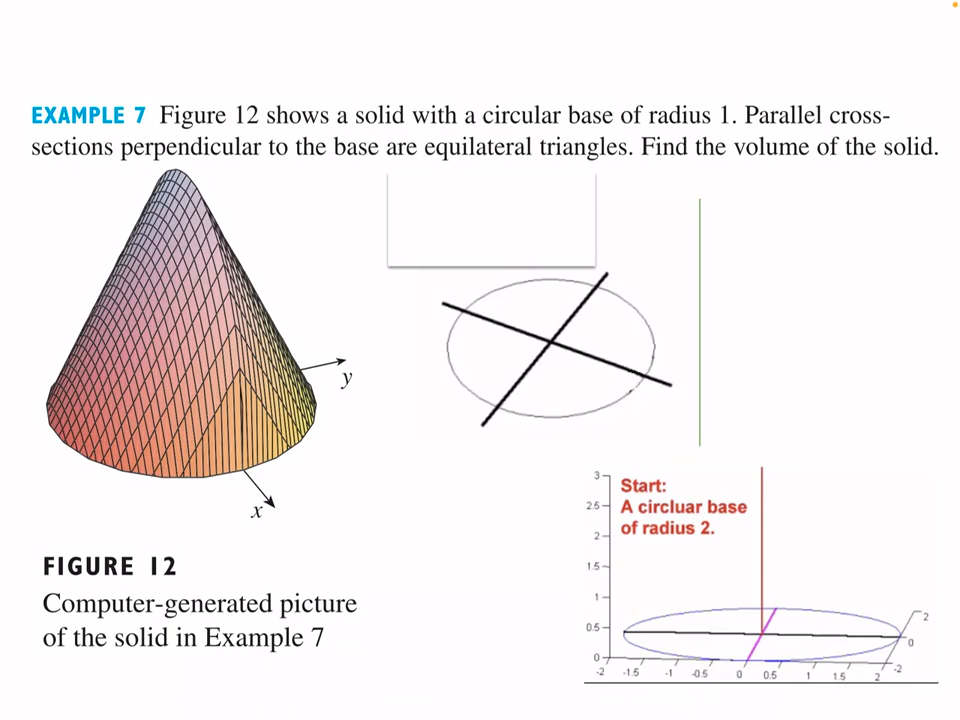 EXAMPLE 7 Figure 12 shows a solid with a circular base of radius 1. Parallel cross-
sections perpendicular to the base are equilateral triangles. Find the volume of the solid.
y
x
FIGURE 12
Computer-generated picture
of the solid in Example 7
Start:
A circluar base
of radius 2.
3
2.5
2
1.5
1
0.5
0
-2 -1.5 -1 -0.5 0 0.5 1 1.5 2
-2
0
2